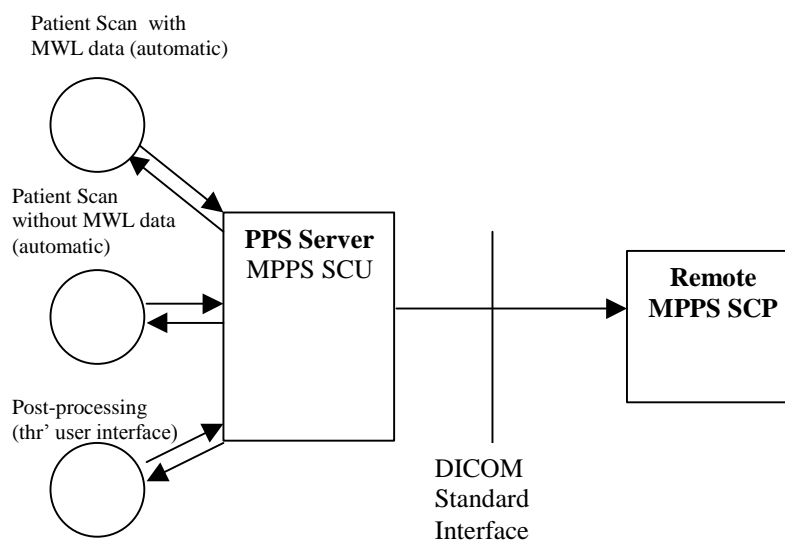 Patient Scan with
MWL data (automatic)
Patient Scan
without MWL data
(automatic)
PPS Server
MPPS SCU
Remote
MPPS SCP
Post-processing
(thr' user interface)
DICOM
Standard
Interface